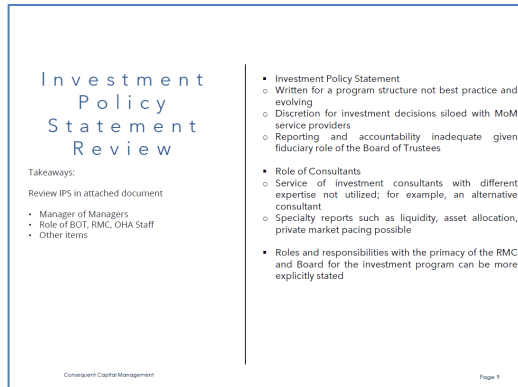 Investment
Policy
Statement
Review
Takeaways:
Review IPS in attached document
• Manager of Managers
• Role of BOT, RMC, OHA Staff
• Other items
▪ Investment Policy Statement
o Written for a program structure not best practice and
evolving
o Discretion for investment decisions siloed with MoM
service providers
o Reporting and accountability inadequate given
fiduciary role of the Board of Trustees
▪ Role of Consultants
o Service of investment consultants with different
expertise not utilized; for example, an alternative
consultant
o Specialty reports such as liquidity, asset allocation,
private market pacing possible
▪ Roles and responsibilities with the primacy of the RMC
and Board for the investment program can be more
explicitly stated
Consequent Capital Management
Page 9